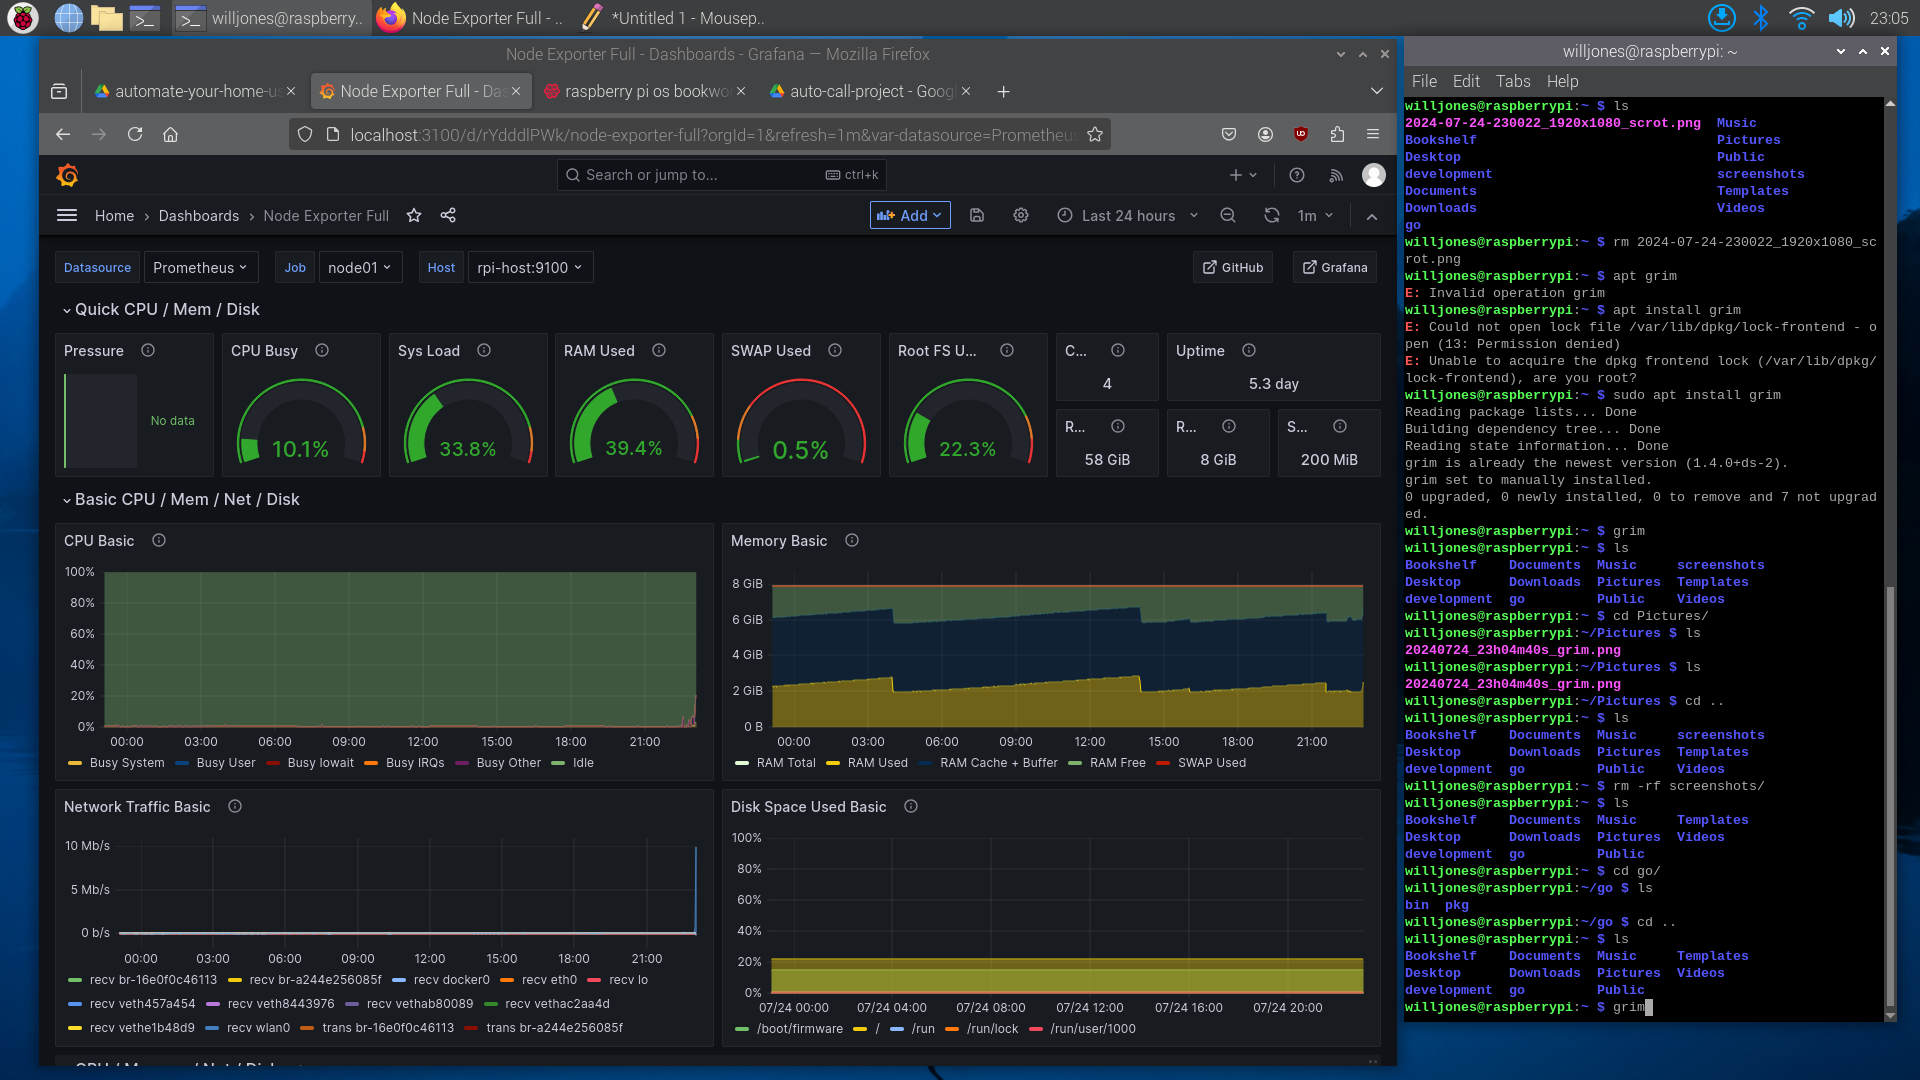 willjones@raspberry..
Node Exporter Full - ..
*Untitled 1 - Mousep..
23:05
Node Exporter Full - Dashboards - Grafana — Mozilla Firefox
automate-your-home-us
Node Exporter Full - Das
raspberry pi os bookwo
auto-call-project - Googl
localhost:3100/d/rYdddlPWk/node-exporter-full?orgId=1&refresh=1m&var-datasource=Prometheus
Search or jump to...
ctrl+k
Home › Dashboards › Node Exporter Full
Add
Last 24 hours
1m
Datasource
Prometheus
Job
node01
Host
rpi-host:9100
GitHub
Grafana
Quick CPU / Mem / Disk
Pressure
No data
CPU Busy
10.1%
Sys Load
33.8%
RAM Used
39.4%
SWAP Used
0.5%
Root FS U...
22.3%
C...
4
Uptime
5.3 day
R...
58 GiB
R...
8 GiB
S...
200 MiB
Basic CPU / Mem / Net / Disk
CPU Basic
100%
80%
60%
40%
20%
0%
00:00 03:00 06:00 09:00 12:00 15:00 18:00 21:00
Busy System Busy User Busy Iowait Busy IRQs Busy Other Idle
Memory Basic
8 GiB
6 GiB
4 GiB
2 GiB
0 B
00:00 03:00 06:00 09:00 12:00 15:00 18:00 21:00
RAM Total RAM Used RAM Cache + Buffer RAM Free SWAP Used
Network Traffic Basic
10 Mb/s
5 Mb/s
0 b/s
00:00 03:00 06:00 09:00 12:00 15:00 18:00 21:00
recv br-16e0f0c46113 recv br-a244e256085f recv docker0 recv eth0 recv lo
recv veth457a454 recv veth8443976 recv vethab80089 recv vethac2aa4d
recv vethe1b48d9 recv wlan0 trans br-16e0f0c46113 trans br-a244e256085f
Disk Space Used Basic
100%
80%
60%
40%
20%
0%
07/24 00:00 07/24 04:00 07/24 08:00 07/24 12:00 07/24 16:00 07/24 20:00
/boot/firmware / /run /run/lock /run/user/1000
willjones@raspberrypi: ~
File Edit Tabs Help
willjones@raspberrypi:~ $ ls
2024-07-24-230022_1920x1080_scrot.png Music
Bookshelf Pictures
Desktop Public
development screenshots
Documents Templates
Downloads Videos
go
willjones@raspberrypi:~ $ rm 2024-07-24-230022_1920x1080_sc
rot.png
willjones@raspberrypi:~ $ apt grim
E: Invalid operation grim
willjones@raspberrypi:~ $ apt install grim
E: Could not open lock file /var/lib/dpkg/lock-frontend - o
pen (13: Permission denied)
E: Unable to acquire the dpkg frontend lock (/var/lib/dpkg/
lock-frontend), are you root?
willjones@raspberrypi:~ $ sudo apt install grim
Reading package lists... Done
Building dependency tree... Done
Reading state information... Done
grim is already the newest version (1.4.0+ds-2).
grim set to manually installed.
0 upgraded, 0 newly installed, 0 to remove and 7 not upgrad
ed.
willjones@raspberrypi:~ $ grim
willjones@raspberrypi:~ $ ls
Bookshelf Documents Music screenshots
Desktop Downloads Pictures Templates
development go Public Videos
willjones@raspberrypi:~ $ cd Pictures/
willjones@raspberrypi:~/Pictures $ ls
20240724_23h04m40s_grim.png
willjones@raspberrypi:~/Pictures $ ls
20240724_23h04m40s_grim.png
willjones@raspberrypi:~/Pictures $ cd ..
willjones@raspberrypi:~ $ ls
Bookshelf Documents Music screenshots
Desktop Downloads Pictures Templates
development go Public Videos
willjones@raspberrypi:~ $ rm -rf screenshots/
willjones@raspberrypi:~ $ ls
Bookshelf Documents Music Templates
Desktop Downloads Pictures Videos
development go Public
willjones@raspberrypi:~ $ cd go/
willjones@raspberrypi:~/go $ ls
bin pkg
willjones@raspberrypi:~/go $ cd ..
willjones@raspberrypi:~ $ ls
Bookshelf Documents Music Templates
Desktop Downloads Pictures Videos
development go Public
willjones@raspberrypi:~ $ grim